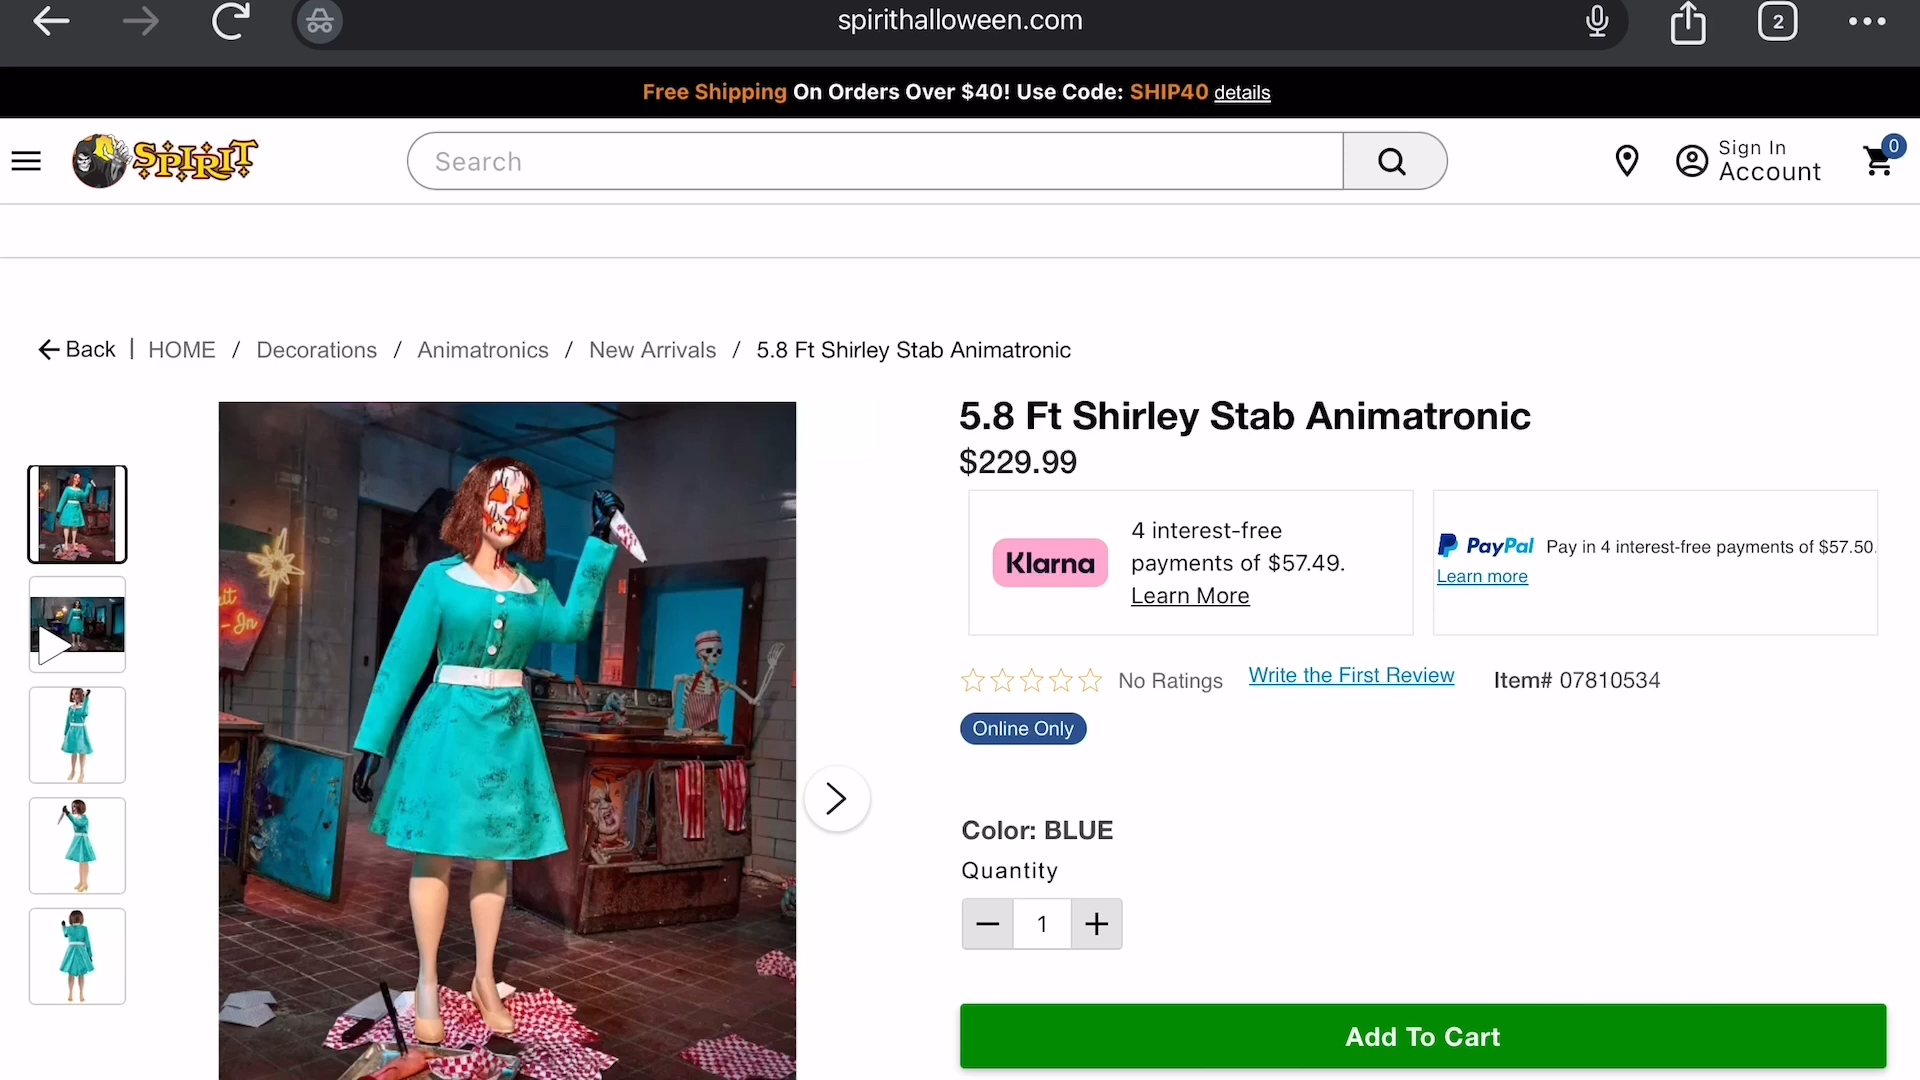 spirithalloween.com
2
Free Shipping On Orders Over $40! Use Code: SHIP40 details
SPIRIT
Search
Sign In
Account
0
Back | HOME / Decorations / Animatronics / New Arrivals / 5.8 Ft Shirley Stab Animatronic
5.8 Ft Shirley Stab Animatronic
$229.99
Klarna
4 interest-free
payments of $57.49.
Learn More
PayPal Pay in 4 interest-free payments of $57.50.
Learn more
No Ratings
Write the First Review
Item# 07810534
Online Only
Color: BLUE
Quantity
1
Add To Cart